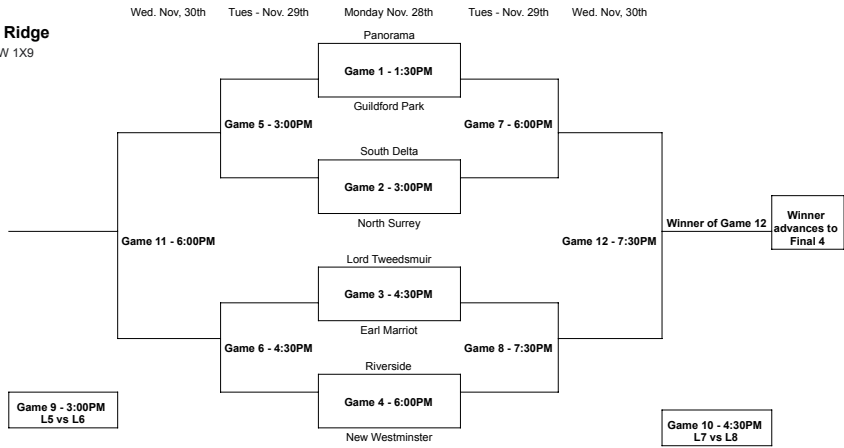 Wed. Nov, 30th Tues - Nov. 29th Monday Nov. 28th Tues - Nov. 29th Wed. Nov, 30th
Ridge
Panorama
W 1X9
Game 1 - 1:30PM
Guildford Park
Game 5 - 3:00PM Game 7 - 6:00PM
South Delta
Game 2 - 3:00PM
North Surrey
Winner of Game 12
Winner
advances to
Final 4
Game 11 - 6:00PM Game 12 - 7:30PM
Lord Tweedsmuir
Game 3 - 4:30PM
Earl Marriot
Game 6 - 4:30PM Game 8 - 7:30PM
Riverside
Game 4 - 6:00PM
New Westminster
Game 9 - 3:00PM
L5 vs L6
Game 10 - 4:30PM
L7 vs L8